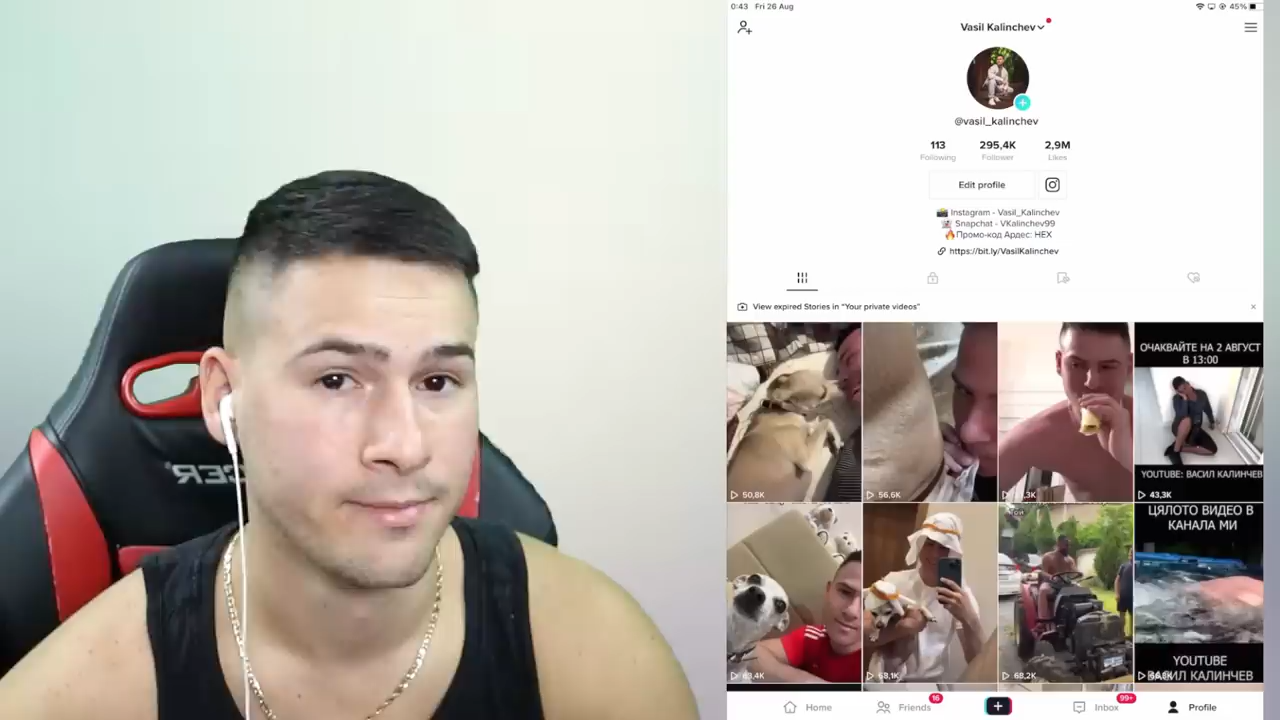 0:43 Fri 26 Aug
45%
Vasil Kalinchev
@vasil_kalinchev
113
295,4K
2,9M
Following
Follower
Likes
Edit profile
📸 Instagram - Vasil_Kalinchev
Snapchat - VKalinchev99
🔥Промо-код Ардес: HEX
https://bit.ly/VasilKalinchev
View expired Stories in "Your private videos"
ОЧАКВАЙТЕ НА 2 АВГУСТ
В 13:00
YOUTUBE: ВАСИЛ КАЛИНЧЕВ
50,8K
56,6K
43,3K
ЦЯЛОТО ВИДЕО В
КАНАЛА МИ
YOUTUBE
ВАСИЛ КАЛИНЧЕВ
68,1K
68,2K
Home
Friends
16
Inbox
99+
Profile